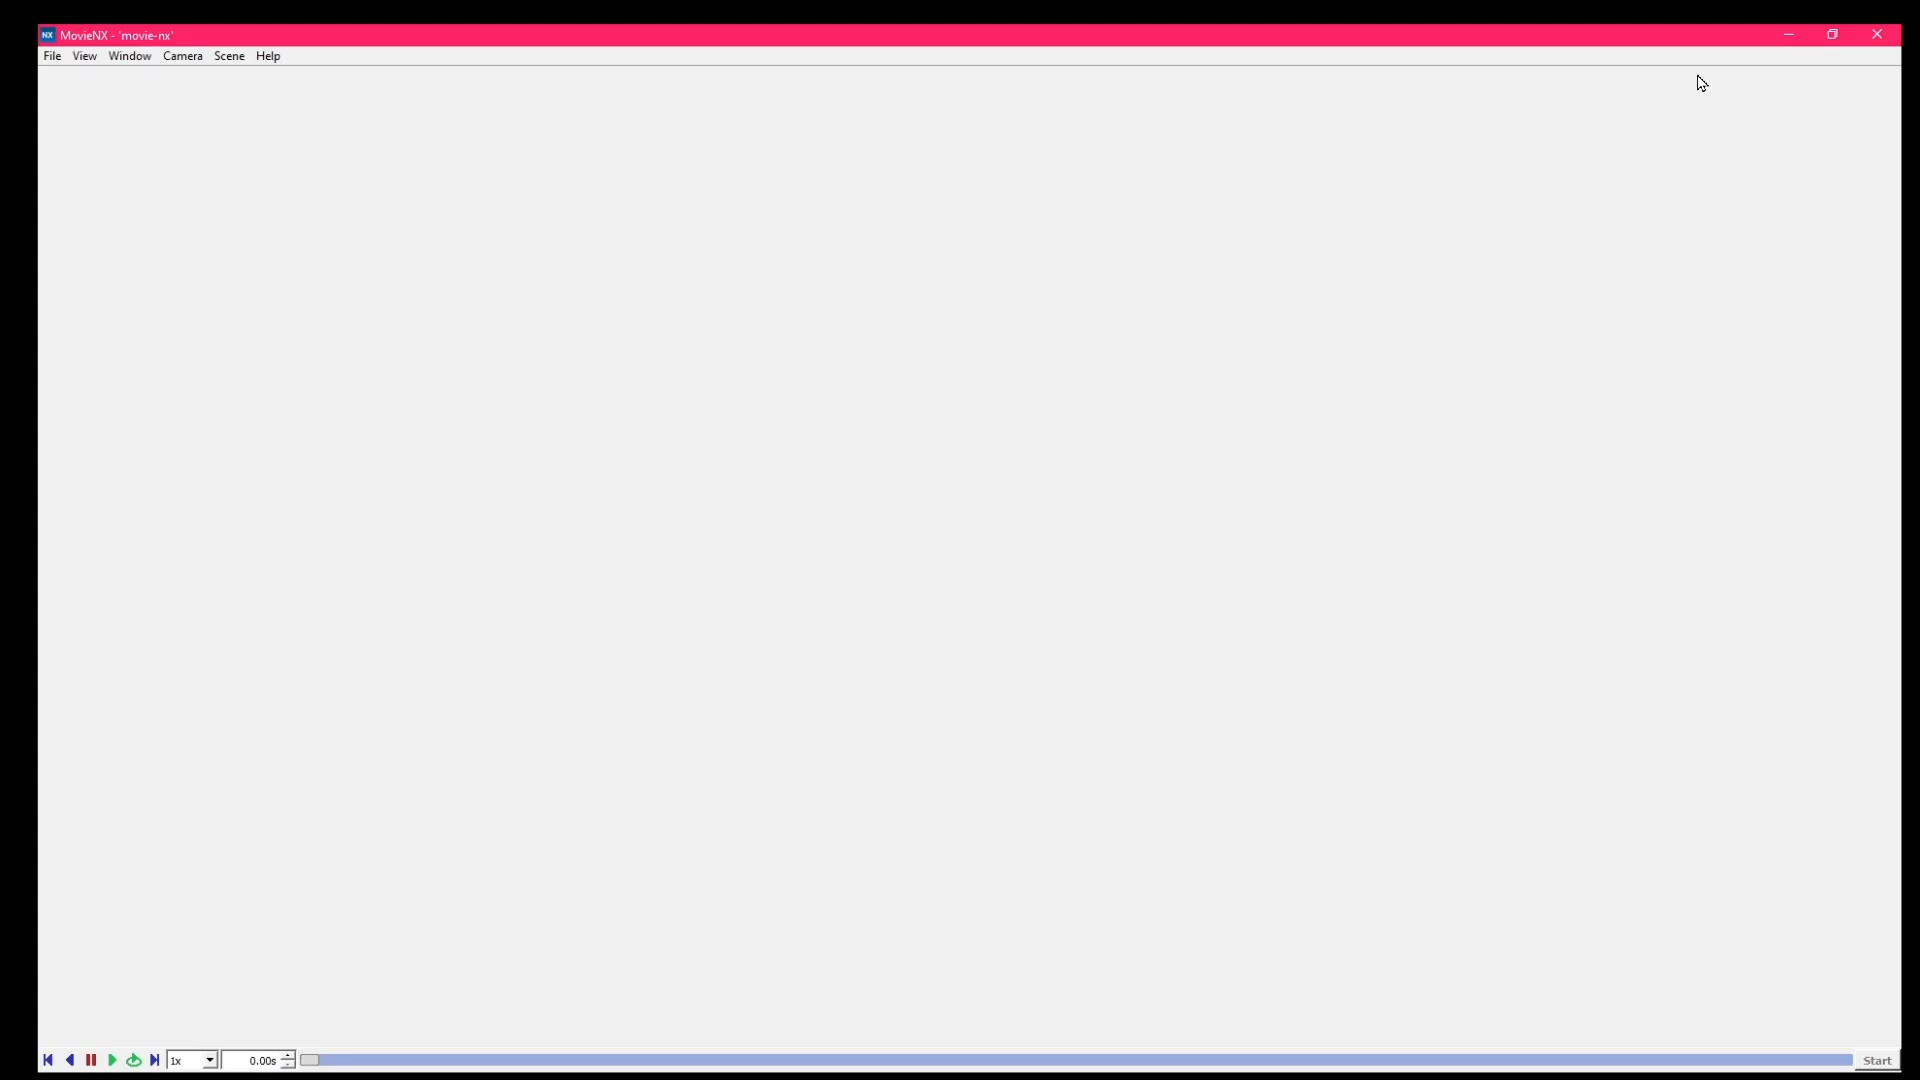 NX MovieNX - 'movie-nx'
File View Window Camera Scene Help
1x 0.00s Start